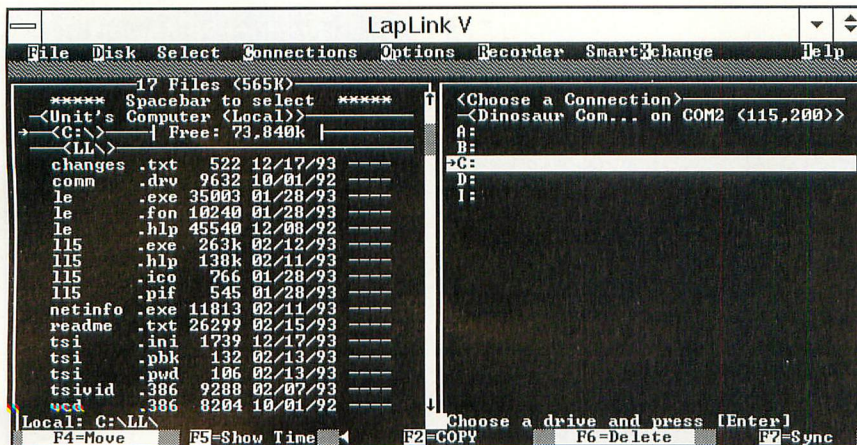 LapLink V
File Disk Select Connections Options Recorder SmartXchange Help
17 Files (565K)
***** Spacebar to select *****
<Unit's Computer (Local)>
→<C:\> Free: 73,840k
<LL\>
changes .txt 522 12/17/93 ----
comm .drv 9632 10/01/92 ----
le .exe 35003 01/28/93 ----
le .fon 10240 01/28/93 ----
le .hlp 45540 12/08/92 ----
ll5 .exe 263k 02/12/93 ----
ll5 .hlp 138k 02/11/93 ----
ll5 .ico 766 01/28/93 ----
ll5 .pif 545 01/28/93 ----
netinfo .exe 11813 02/11/93 ----
readme .txt 26299 02/15/93 ----
tsi .ini 1739 12/17/93 ----
tsi .pbk 132 02/13/93 ----
tsi .pwd 106 02/13/93 ----
tsivid .386 9288 02/07/93 ----
vcd .386 8204 10/01/92 ----
Local: C:\LL\
<Choose a Connection>
<Dinosaur Com... on COM2 (115,200)>
A:
B:
→C:
D:
I:
Choose a drive and press [Enter]
F4=Move F5=Show Time F2=COPY F6=Delete F7=Sync